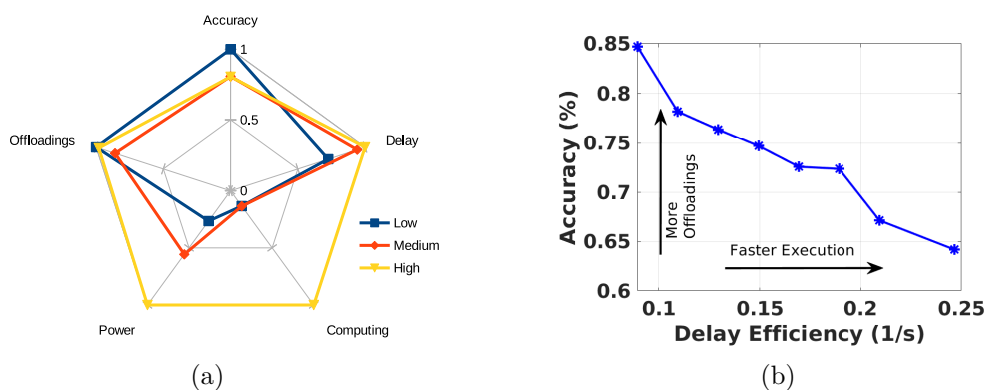 Accuracy
1
0.5
0
Offloadings
Delay
Power
Computing
Low
Medium
High
(a)
0.85
0.8
0.75
0.7
0.65
0.6
Accuracy (%)
More
Offloadings
Faster Execution
0.1 0.15 0.2 0.25
Delay Efficiency (1/s)
(b)